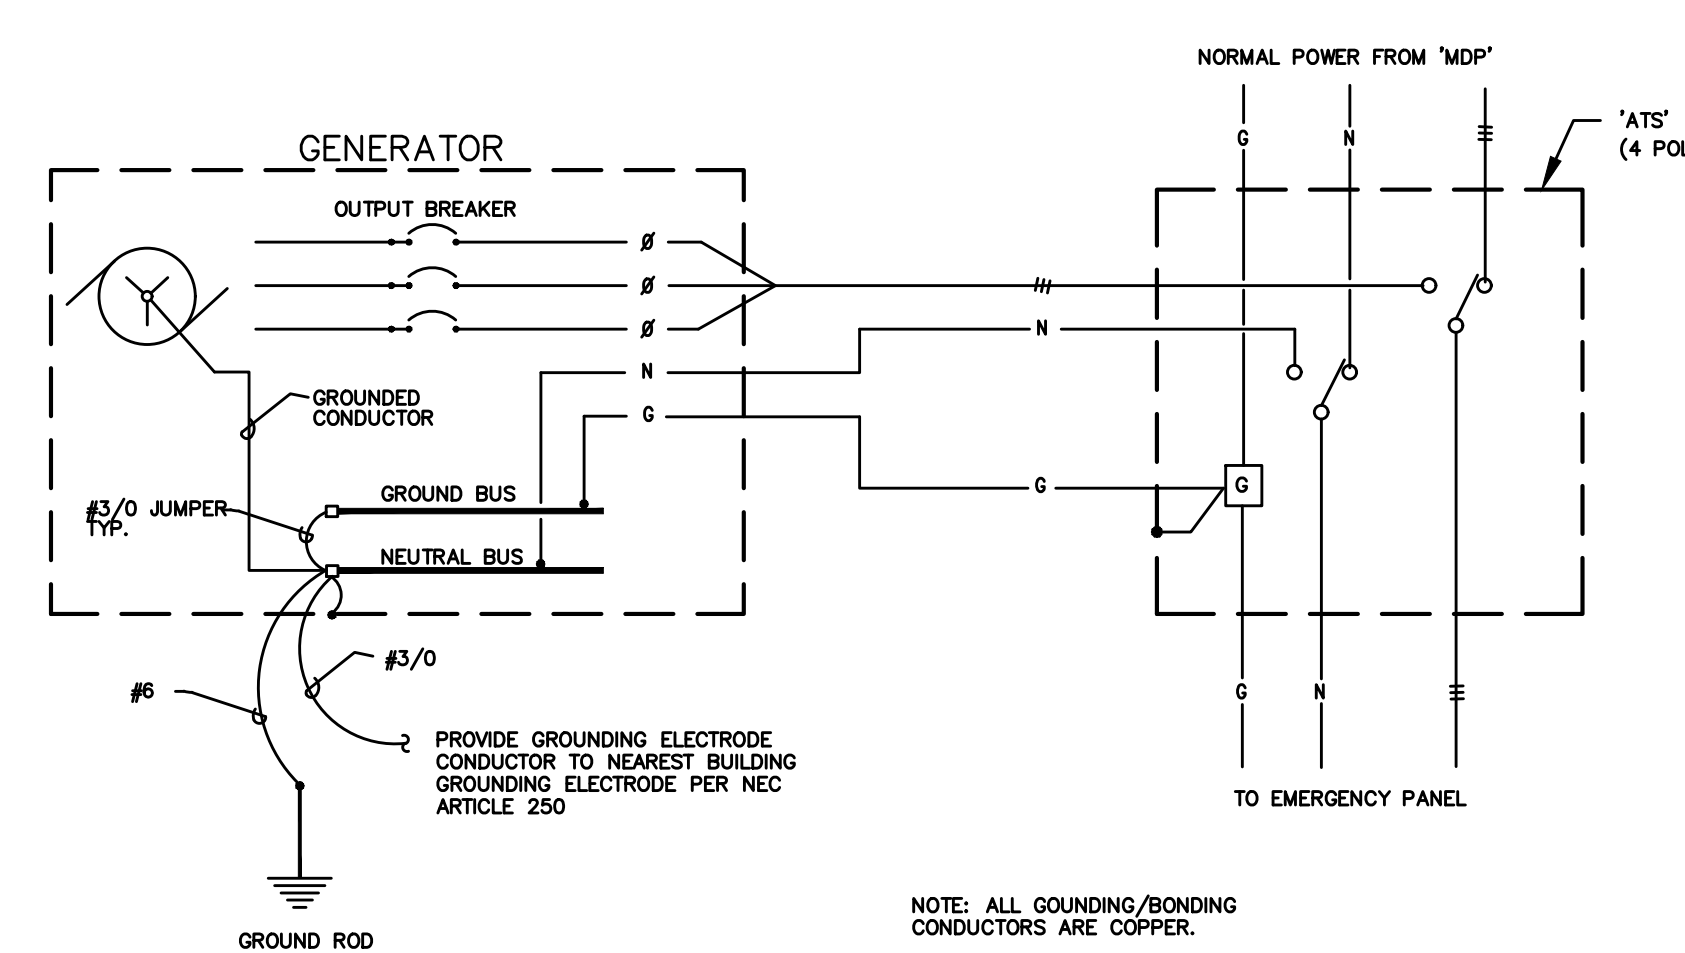 NORMAL POWER FROM 'MDP'
G
N
'ATS'
(4 POL
GENERATOR
OUTPUT BREAKER
Ø
Ø
Ø
N
N
G
GROUNDED
CONDUCTOR
GROUND BUS
G
G
#3/0 JUMPER
TYP.
NEUTRAL BUS
#3/0
#6
G
N
PROVIDE GROUNDING ELECTRODE
CONDUCTOR TO NEAREST BUILDING
GROUNDING ELECTRODE PER NEC
ARTICLE 250
TO EMERGENCY PANEL
NOTE: ALL GOUNDING/BONDING
CONDUCTORS ARE COPPER.
GROUND ROD